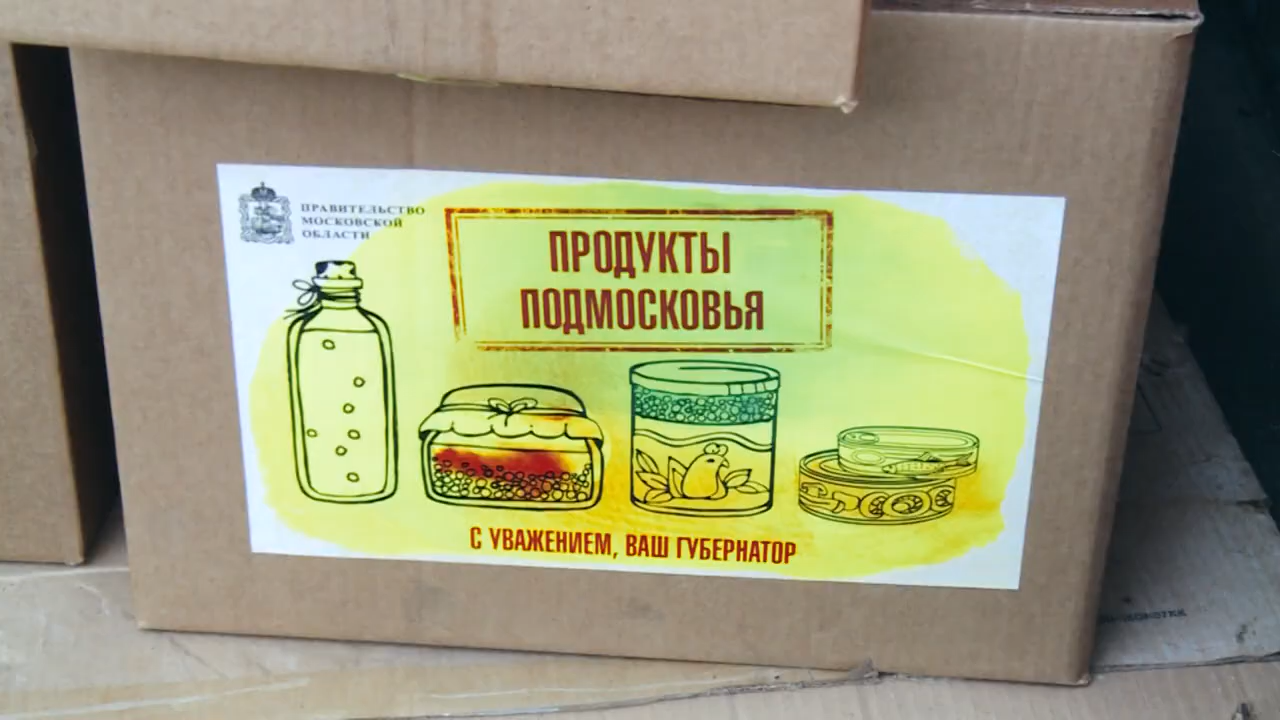 ПРАВИТЕЛЬСТВО
МОСКОВСКОЙ
ОБЛАСТИ
ПРОДУКТЫ
ПОДМОСКОВЬЯ
С УВАЖЕНИЕМ, ВАШ ГУБЕРНАТОР